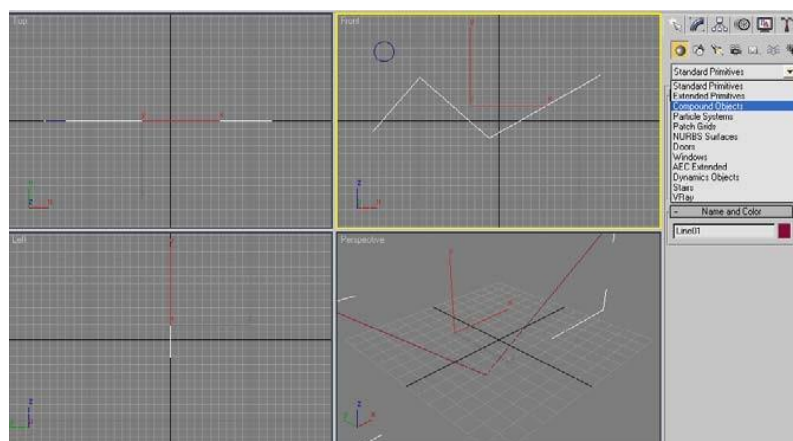 Top
Front
Standard Primitives
Standard Primitives
Extended Primitives
Compound Objects
Particle Systems
Patch Grids
NURBS Surfaces
Doors
Windows
AEC Extended
Dynamics Objects
Stairs
VRay
- Name and Color
Line01
Left
Perspective